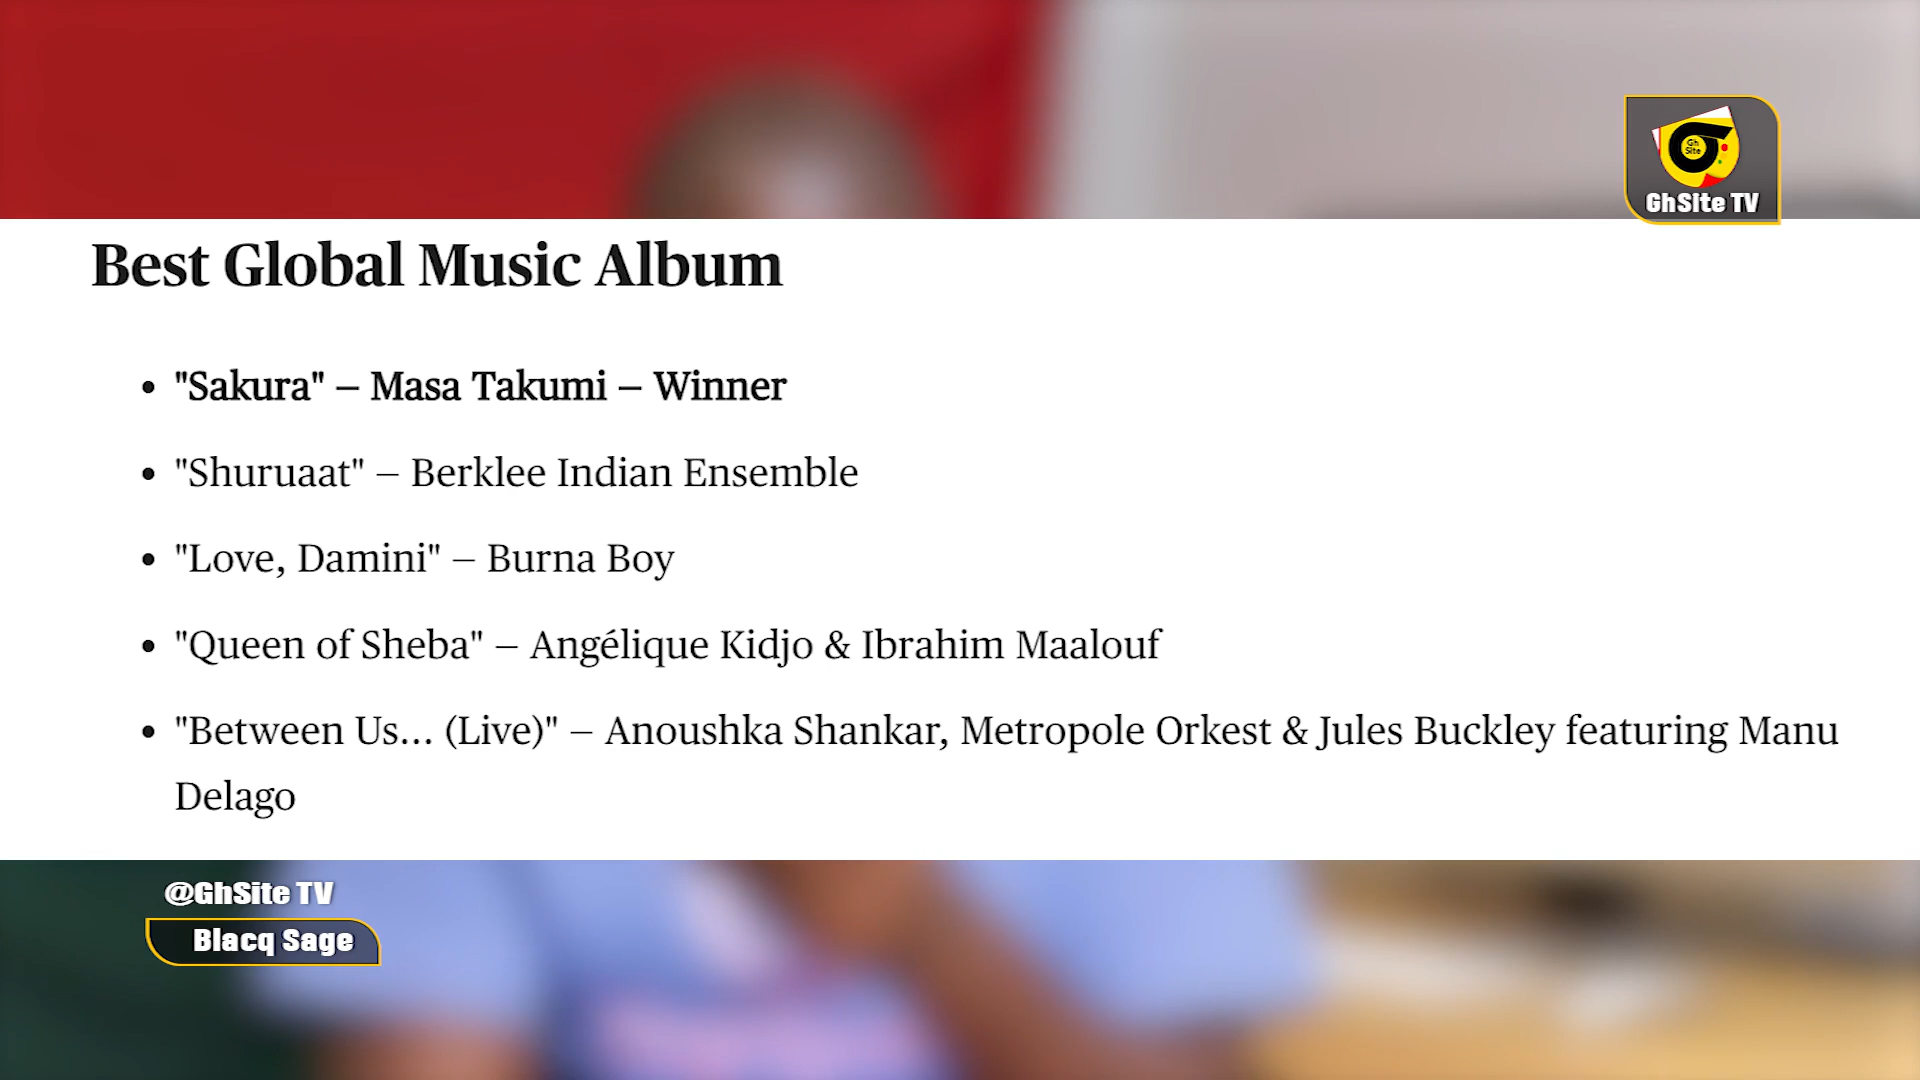 Gh
Site
GhSite TV
Best Global Music Album
• "Sakura" – Masa Takumi – Winner
• "Shuruaat" – Berklee Indian Ensemble
• "Love, Damini" – Burna Boy
• "Queen of Sheba" – Angélique Kidjo & Ibrahim Maalouf
• "Between Us... (Live)" – Anoushka Shankar, Metropole Orkest & Jules Buckley featuring Manu
Delago
@GhSite TV
Blacq Sage